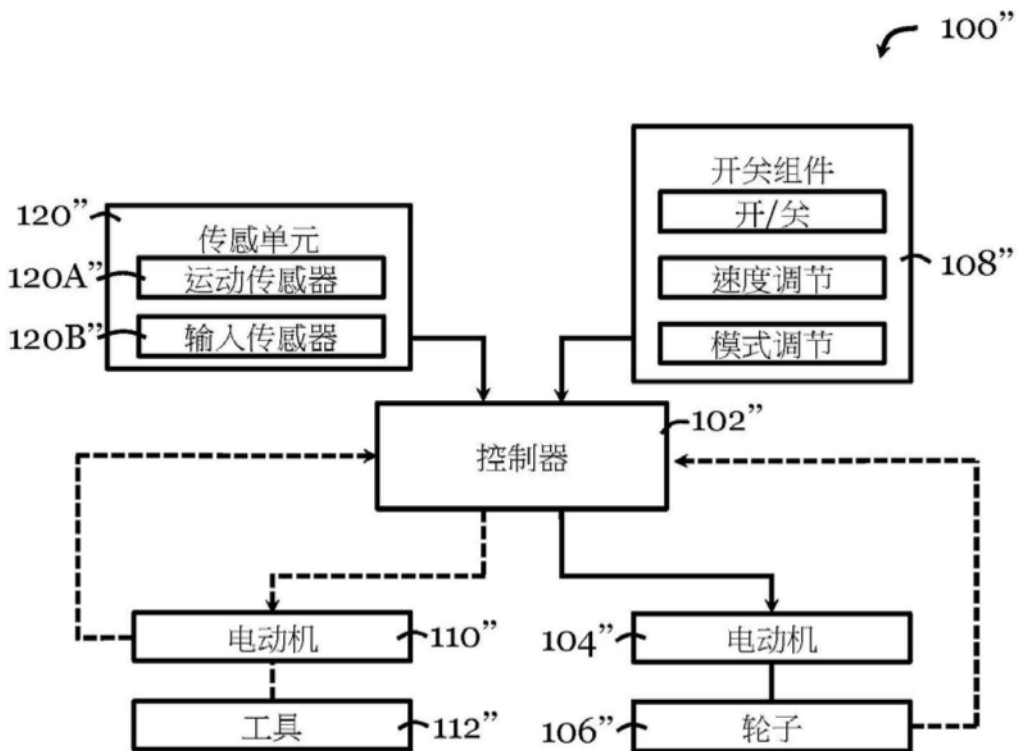 100”
开关组件
开/关
速度调节
模式调节
108”
120”
传感单元
120A”
运动传感器
120B”
输入传感器
控制器
102”
电动机
110”
工具
112”
104”
电动机
106”
轮子